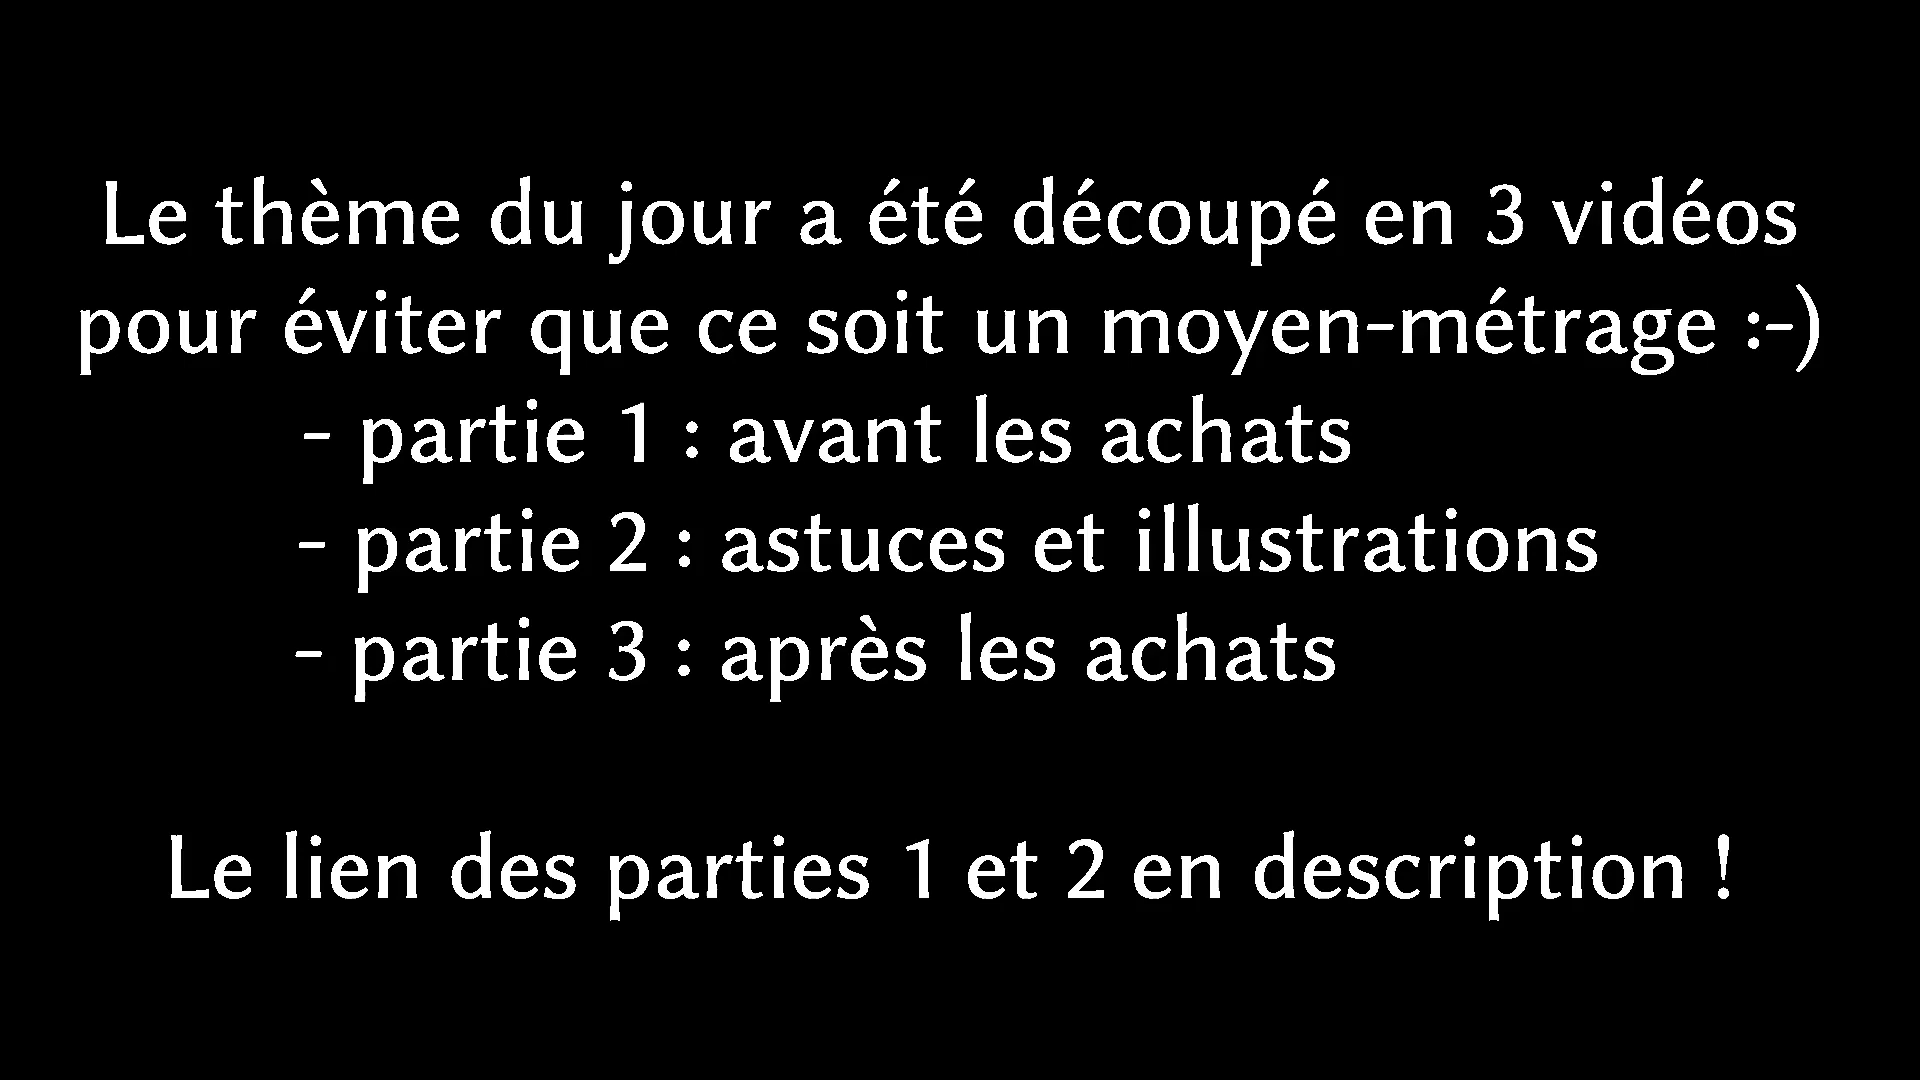 Le thème du jour a été découpé en 3 vidéos
pour éviter que ce soit un moyen-métrage :-)
- partie 1 : avant les achats
- partie 2 : astuces et illustrations
- partie 3 : après les achats
Le lien des parties 1 et 2 en description !